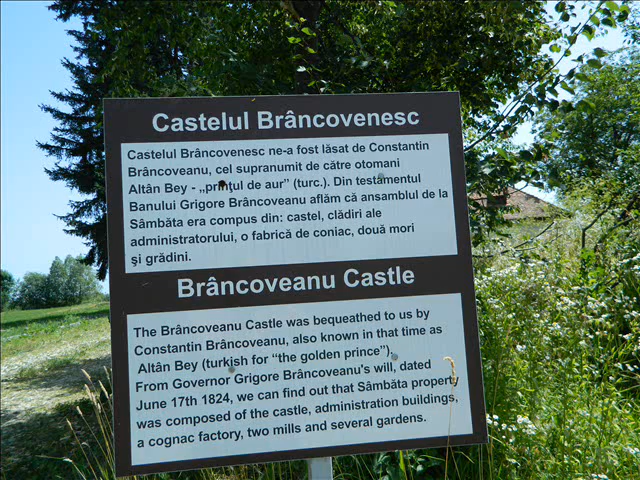 Castelul Brâncovenesc
Castelul Brâncovenesc ne-a fost lăsat de Constantin
Brâncoveanu, cel supranumit de către otomani
Altân Bey - „prinţul de aur” (turc.). Din testamentul
Banului Grigore Brâncoveanu aflăm că ansamblul de la
Sâmbăta era compus din: castel, clădiri ale
administratorului, o fabrică de coniac, două mori
şi grădini.
Brâncoveanu Castle
The Brâncoveanu Castle was bequeathed to us by
Constantin Brâncoveanu, also known in that time as
Altân Bey (turkish for “the golden prince”).
From Governor Grigore Brâncoveanu's will, dated
June 17th 1824, we can find out that Sâmbăta property
was composed of the castle, administration buildings,
a cognac factory, two mills and several gardens.